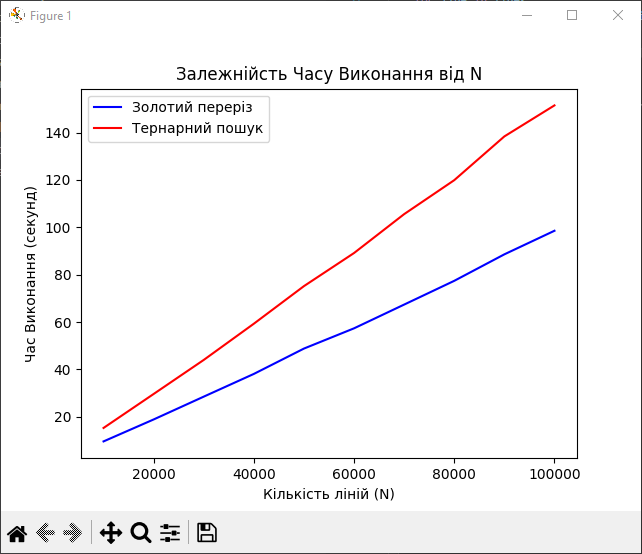 Figure 1
Залежнійсть Часу Виконання від N
Золотий переріз
Тернарний пошук
Час Виконання (секунд)
140
120
100
80
60
40
20
20000 40000 60000 80000 100000
Кількість ліній (N)